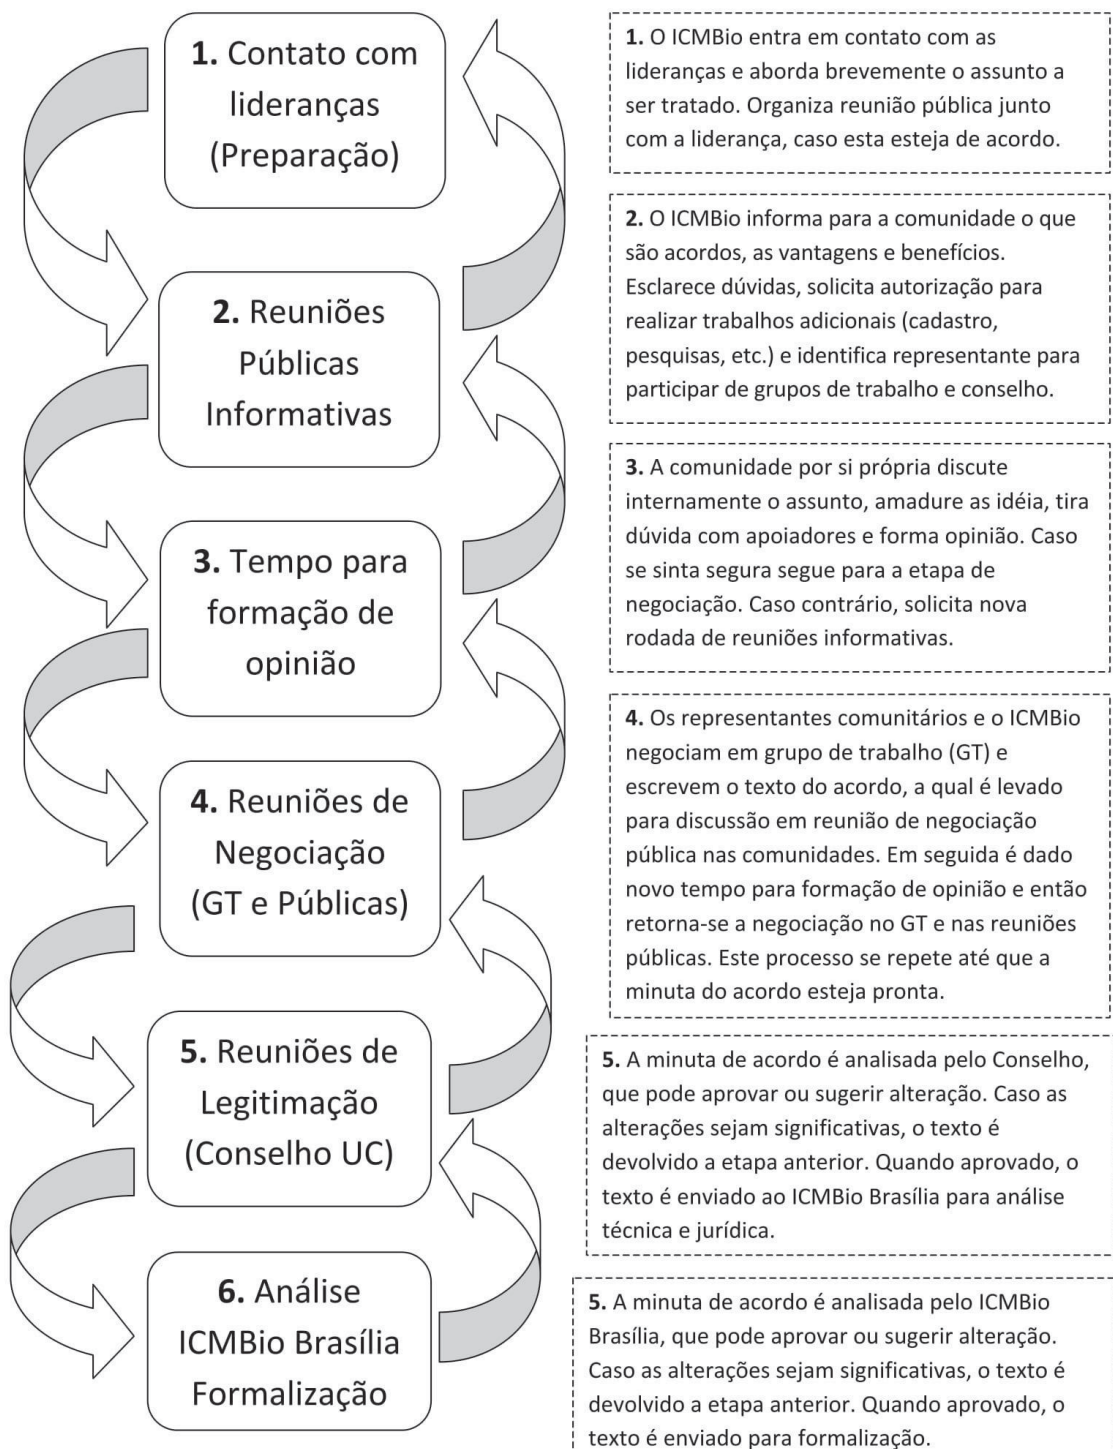 1. Contato com
lideranças
(Preparação)
1. O ICMBio entra em contato com as
lideranças e aborda brevemente o assunto a
ser tratado. Organiza reunião pública junto
com a liderança, caso esta esteja de acordo.
2. Reuniões
Públicas
Informativas
2. O ICMBio informa para a comunidade o que
são acordos, as vantagens e benefícios.
Esclarece dúvidas, solicita autorização para
realizar trabalhos adicionais (cadastro,
pesquisas, etc.) e identifica representante para
participar de grupos de trabalho e conselho.
3. Tempo para
formação de
opinião
3. A comunidade por si própria discute
internamente o assunto, amadure as idéia, tira
dúvida com apoiadores e forma opinião. Caso
se sinta segura segue para a etapa de
negociação. Caso contrário, solicita nova
rodada de reuniões informativas.
4. Reuniões de
Negociação
(GT e Públicas)
4. Os representantes comunitários e o ICMBio
negociam em grupo de trabalho (GT) e
escrevem o texto do acordo, a qual é levado
para discussão em reunião de negociação
pública nas comunidades. Em seguida é dado
novo tempo para formação de opinião e então
retorna-se a negociação no GT e nas reuniões
públicas. Este processo se repete até que a
minuta do acordo esteja pronta.
5. Reuniões de
Legitimação
(Conselho UC)
5. A minuta de acordo é analisada pelo Conselho,
que pode aprovar ou sugerir alteração. Caso as
alterações sejam significativas, o texto é
devolvido a etapa anterior. Quando aprovado, o
texto é enviado ao ICMBio Brasília para análise
técnica e jurídica.
6. Análise
ICMBio Brasília
Formalização
5. A minuta de acordo é analisada pelo ICMBio
Brasília, que pode aprovar ou sugerir alteração.
Caso as alterações sejam significativas, o texto é
devolvido a etapa anterior. Quando aprovado, o
texto é enviado para formalização.